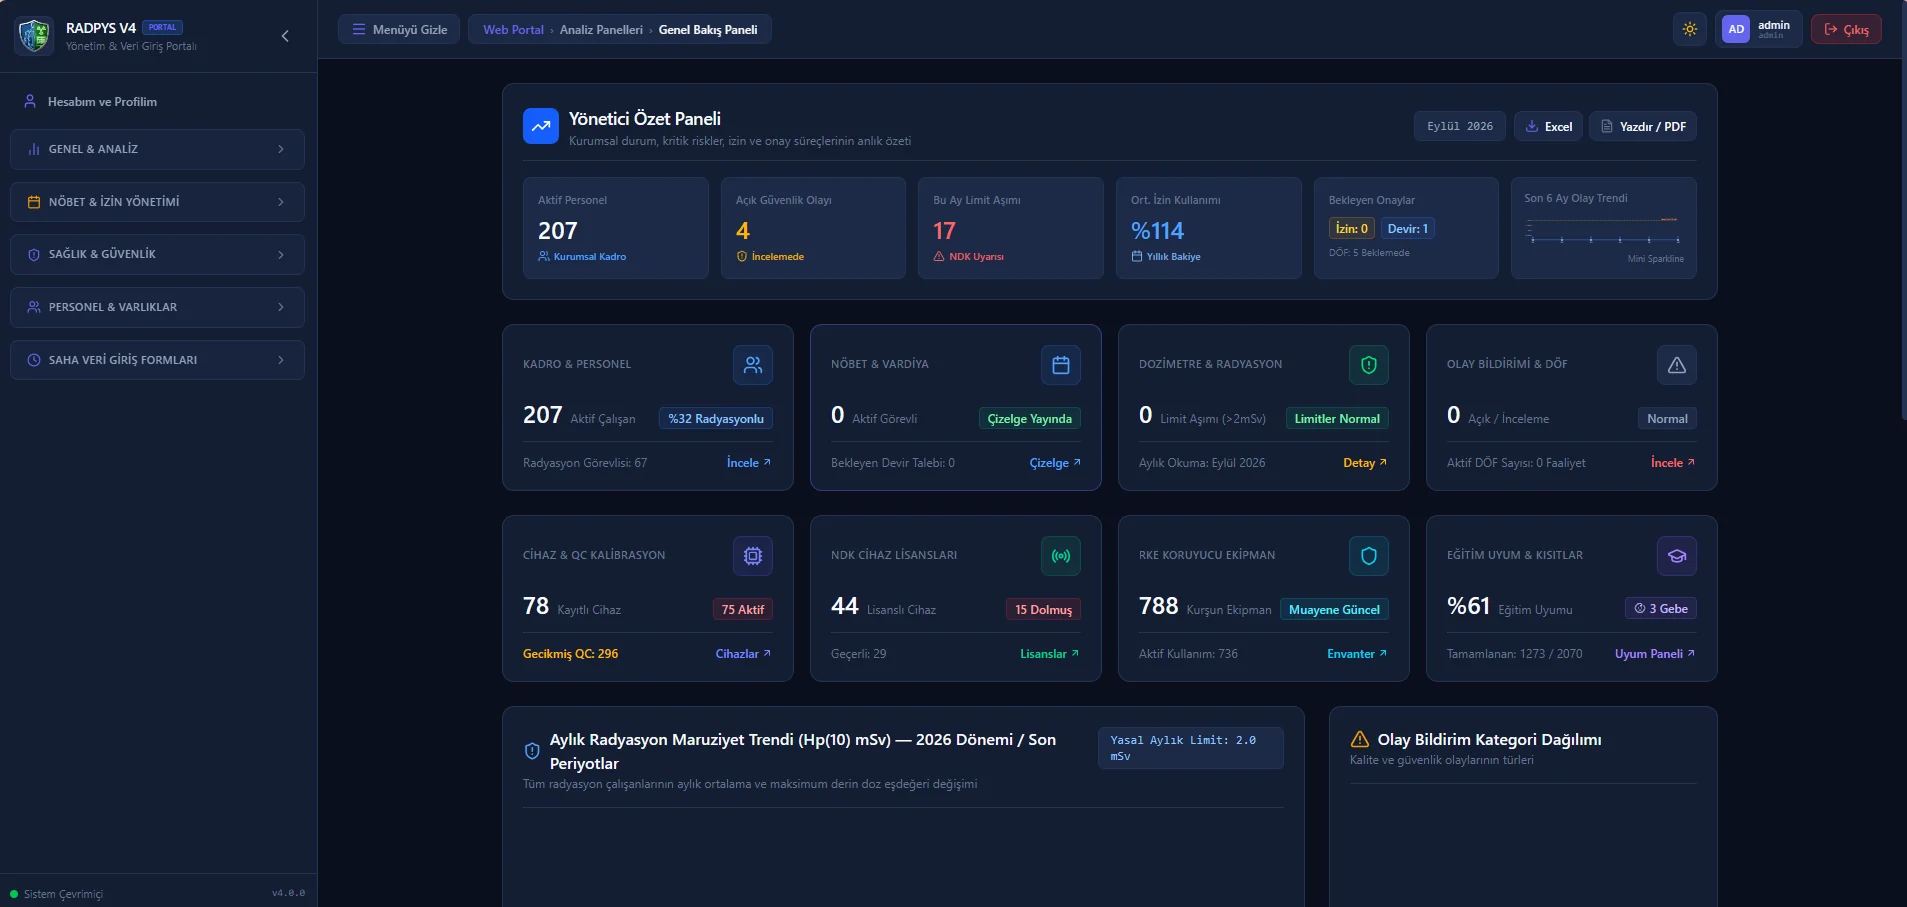 RADPYS V4 PORTAL
Yönetim & Veri Giriş Portalı
Hesabım ve Profilim
GENEL & ANALİZ
NÖBET & İZİN YÖNETİMİ
SAĞLIK & GÜVENLİK
PERSONEL & VARLIKLAR
SAHA VERİ GİRİŞ FORMLARI
Sistem Çevrimiçi v4.0.0
Menüyü Gizle
Web Portal › Analiz Panelleri › Genel Bakış Paneli
AD admin
admin
Çıkış
Yönetici Özet Paneli
Kurumsal durum, kritik riskler, izin ve onay süreçlerinin anlık özeti
Eylül 2026 Excel Yazdır / PDF
Aktif Personel
207
Kurumsal Kadro
Açık Güvenlik Olayı
4
İncelemede
Bu Ay Limit Aşımı
17
NDK Uyarısı
Ort. İzin Kullanımı
%114
Yıllık Bakiye
Bekleyen Onaylar
İzin: 0 Devir: 1
DÖF: 5 Beklemede
Son 6 Ay Olay Trendi
Mini Sparkline
KADRO & PERSONEL
207 Aktif Çalışan %32 Radyasyonlu
Radyasyon Görevlisi: 67 İncele
NÖBET & VARDİYA
0 Aktif Görevli Çizelge Yayında
Bekleyen Devir Talebi: 0 Çizelge
DOZİMETRE & RADYASYON
0 Limit Aşımı (>2mSv) Limitler Normal
Aylık Okuma: Eylül 2026 Detay
OLAY BİLDİRİMİ & DÖF
0 Açık / İnceleme Normal
Aktif DÖF Sayısı: 0 Faaliyet İncele
CİHAZ & QC KALİBRASYON
78 Kayıtlı Cihaz 75 Aktif
Gecikmiş QC: 296 Cihazlar
NDK CİHAZ LİSANSLARI
44 Lisanslı Cihaz 15 Dolmuş
Geçerli: 29 Lisanslar
RKE KORUYUCU EKİPMAN
788 Kurşun Ekipman Muayene Güncel
Aktif Kullanım: 736 Envanter
EĞİTİM UYUM & KISITLAR
%61 Eğitim Uyumu 3 Gebe
Tamamlanan: 1273 / 2070 Uyum Paneli
Aylık Radyasyon Maruziyet Trendi (Hp(10) mSv) — 2026 Dönemi / Son
Periyotlar
Tüm radyasyon çalışanlarının aylık ortalama ve maksimum derin doz eşdeğeri değişimi
Yasal Aylık Limit: 2.0
mSv
Olay Bildirim Kategori Dağılımı
Kalite ve güvenlik olaylarının türleri